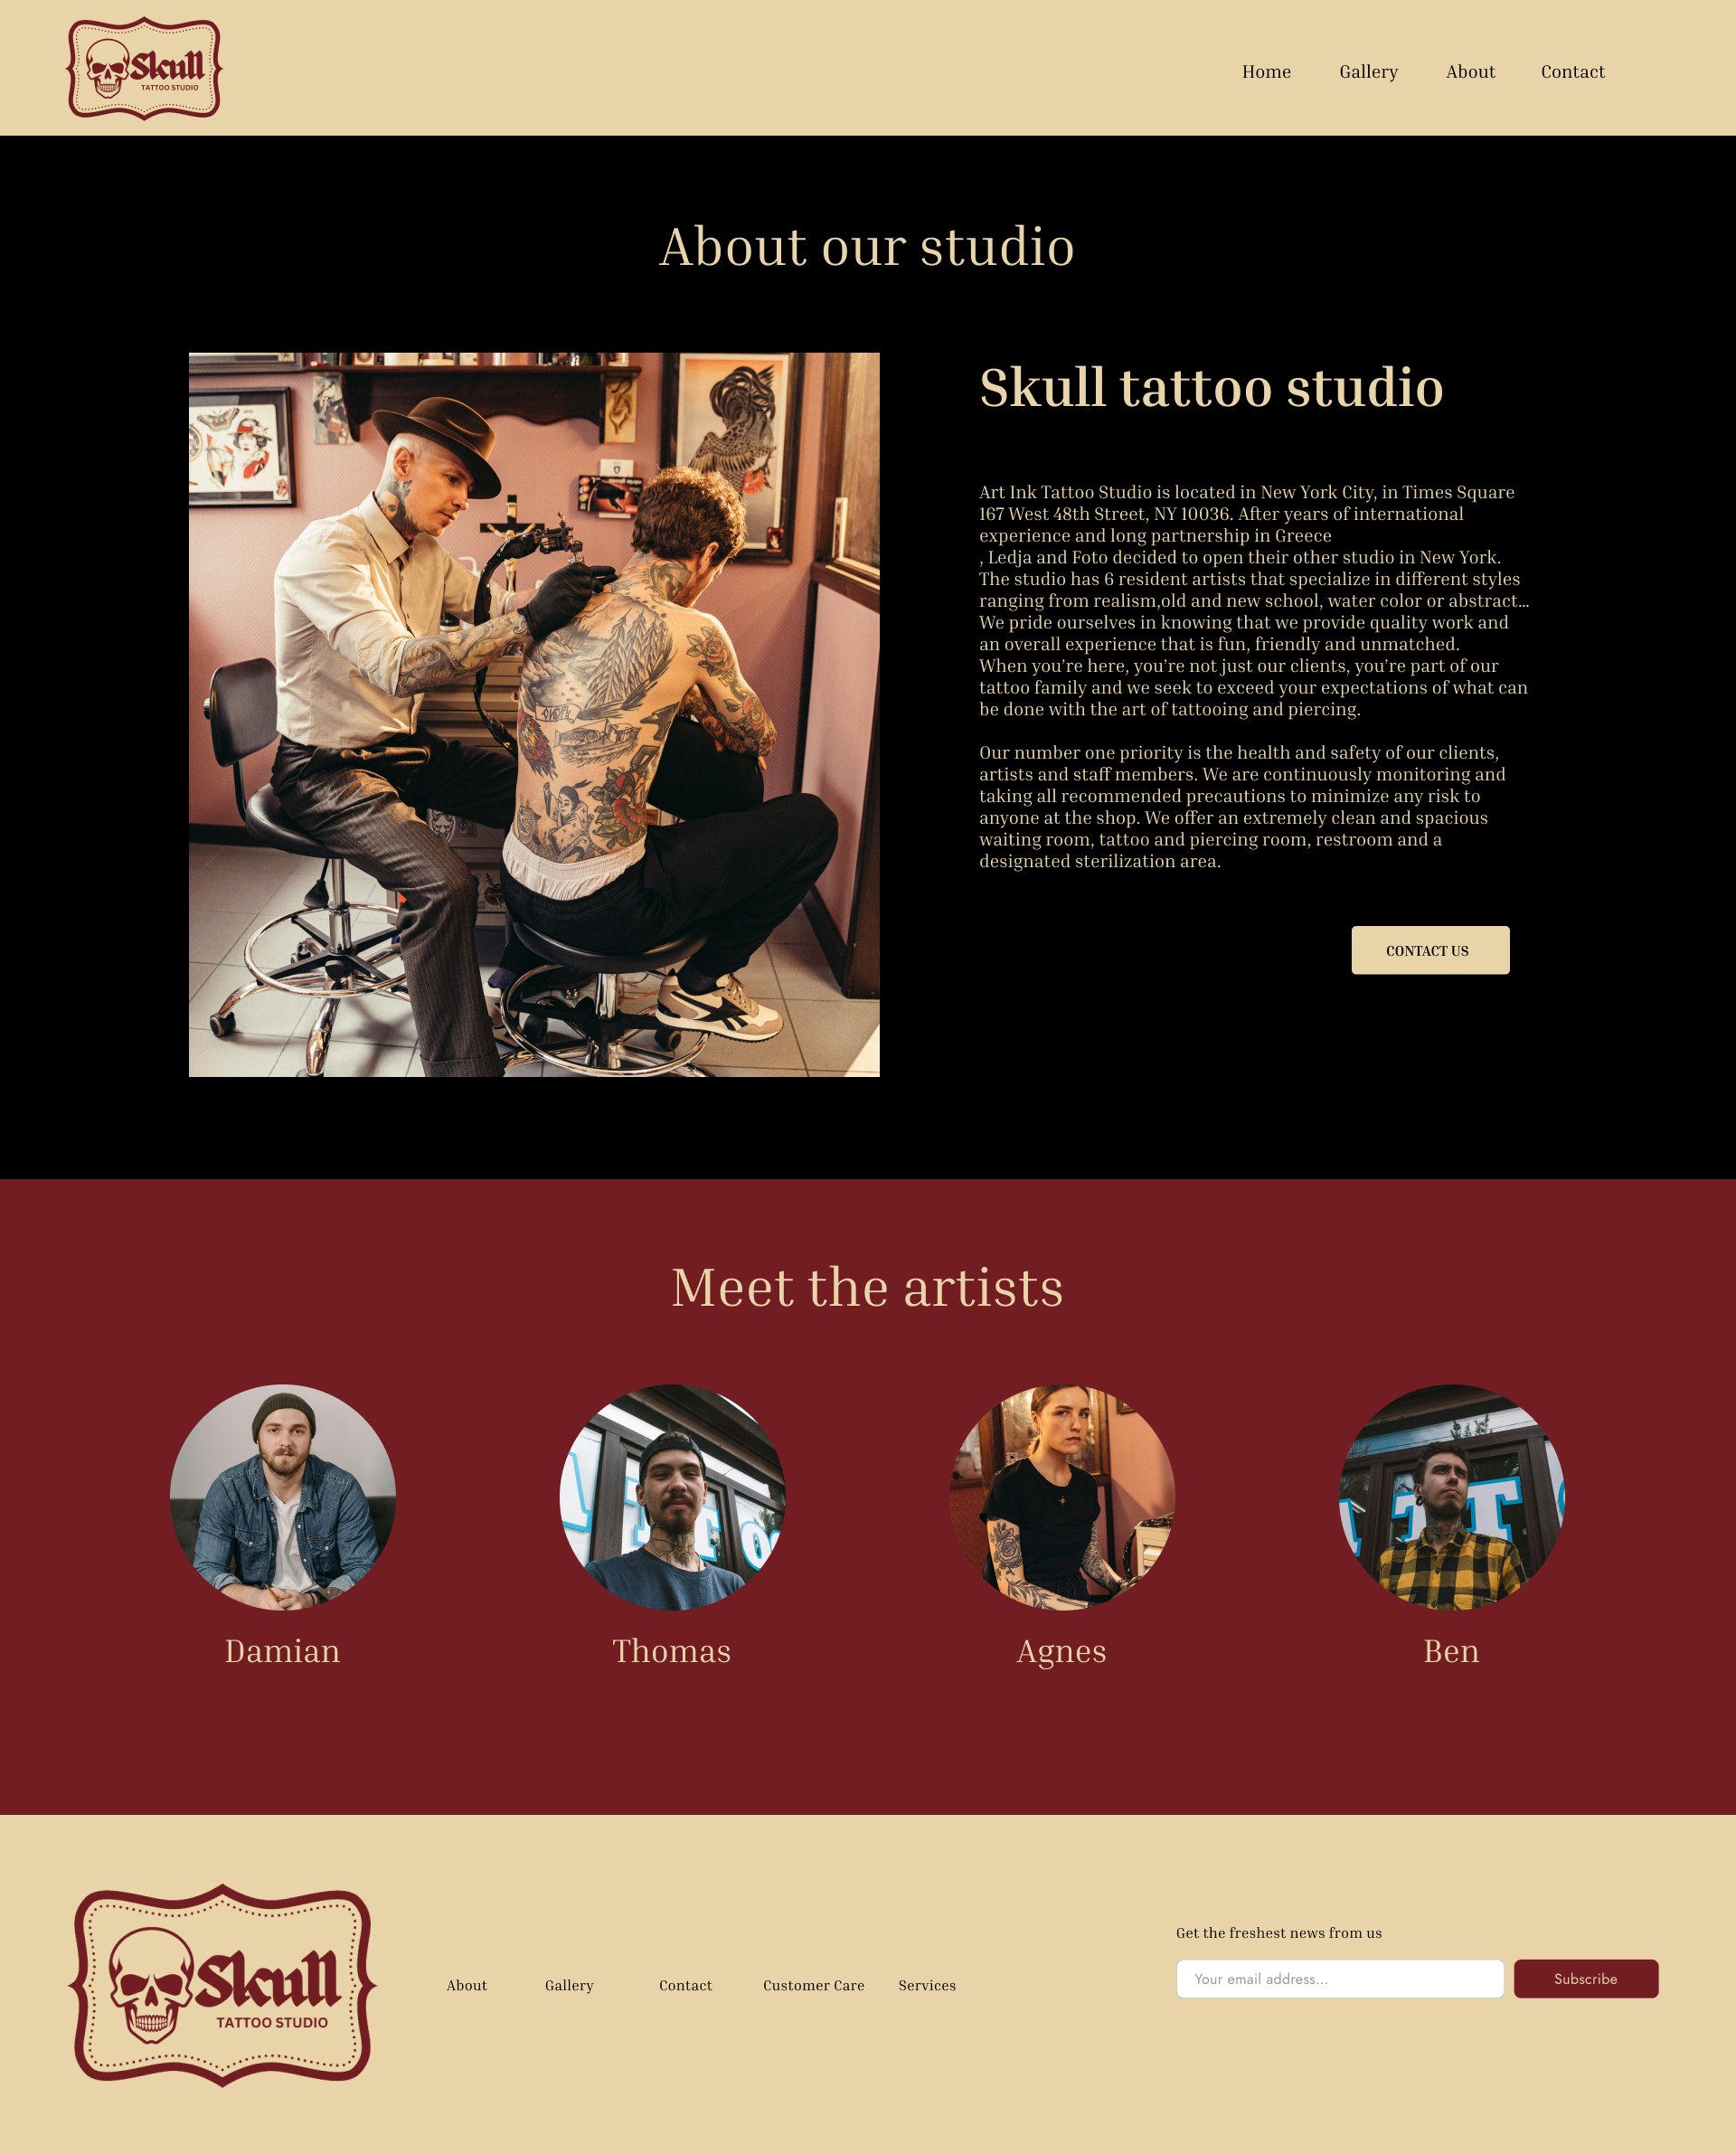 Skull
TATTOO STUDIO
Home Gallery About Contact
About our studio
Skull tattoo studio
Art Ink Tattoo Studio is located in New York City, in Times Square
167 West 48th Street, NY 10036. After years of international
experience and long partnership in Greece
, Ledja and Foto decided to open their other studio in New York.
The studio has 6 resident artists that specialize in different styles
ranging from realism,old and new school, water color or abstract...
We pride ourselves in knowing that we provide quality work and
an overall experience that is fun, friendly and unmatched.
When you’re here, you’re not just our clients, you’re part of our
tattoo family and we seek to exceed your expectations of what can
be done with the art of tattooing and piercing.
Our number one priority is the health and safety of our clients,
artists and staff members. We are continuously monitoring and
taking all recommended precautions to minimize any risk to
anyone at the shop. We offer an extremely clean and spacious
waiting room, tattoo and piercing room, restroom and a
designated sterilization area.
CONTACT US
Meet the artists
Damian
Thomas
Agnes
Ben
Skull
TATTOO STUDIO
About Gallery Contact Customer Care Services
Get the freshest news from us
Your email address...
Subscribe